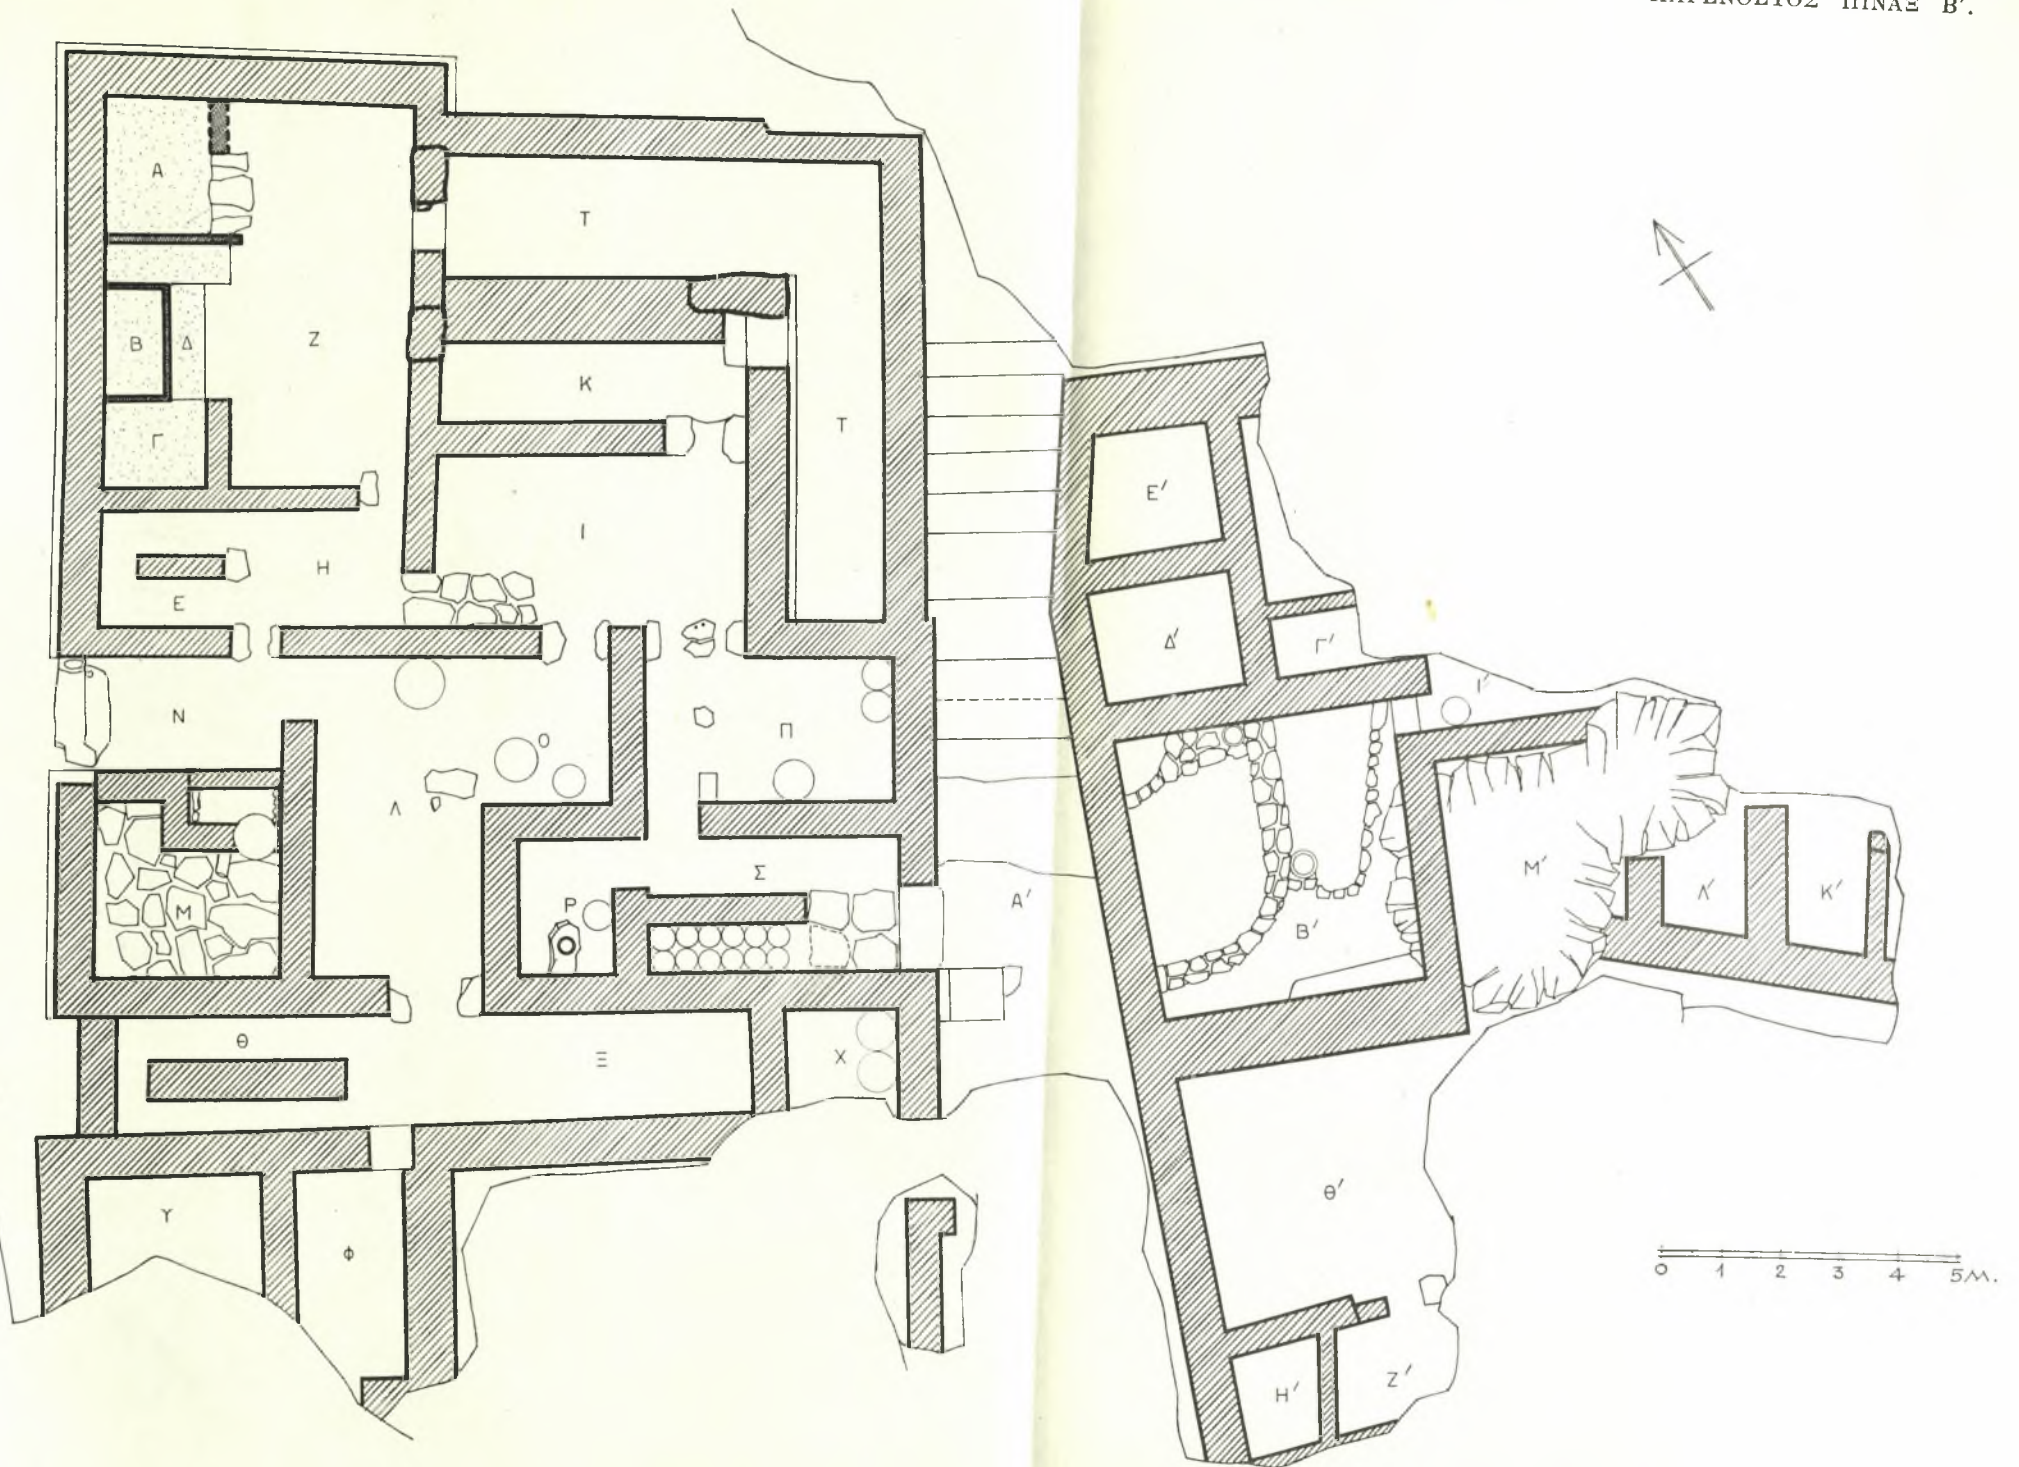 ΠΙΝΑΞ Β′.
Α
Τ
Ζ
Β
Δ
Κ
Γ
Τ
Ε′
Ι
Η
Ε
Δ′
Γ′
Ι′
Ν
Ο
Π
Λ
Σ
Μ′
Λ′
Κ′
Ρ
Μ
Α′
Β′
Θ
Ξ
Χ
Θ′
Υ
Φ
0 1 2 3 4 5Μ.
Η′
Ζ′